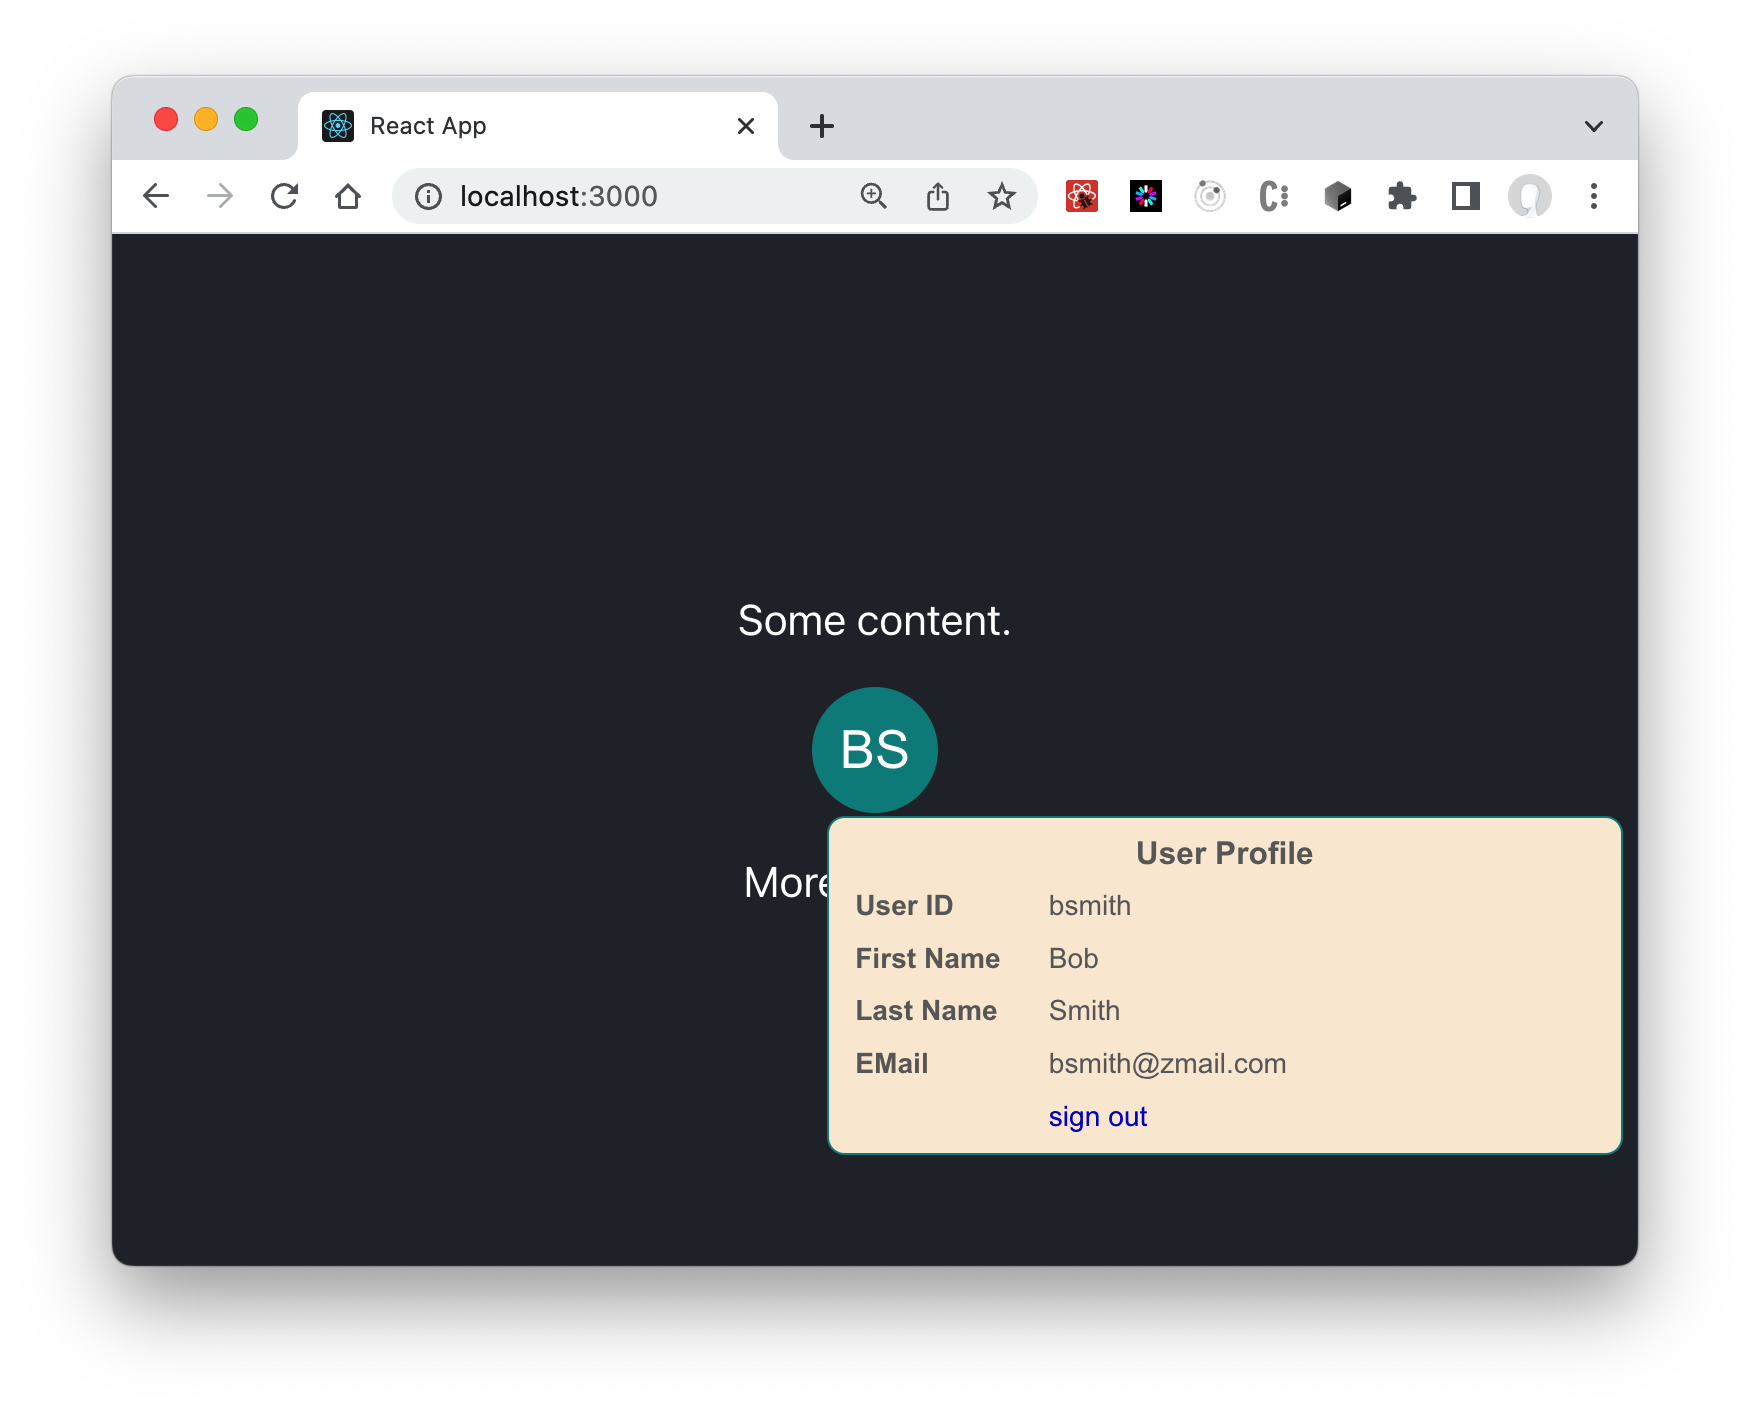 React App
localhost:3000
Some content.
BS
More
User Profile
User ID bsmith
First Name Bob
Last Name Smith
EMail bsmith@zmail.com
sign out